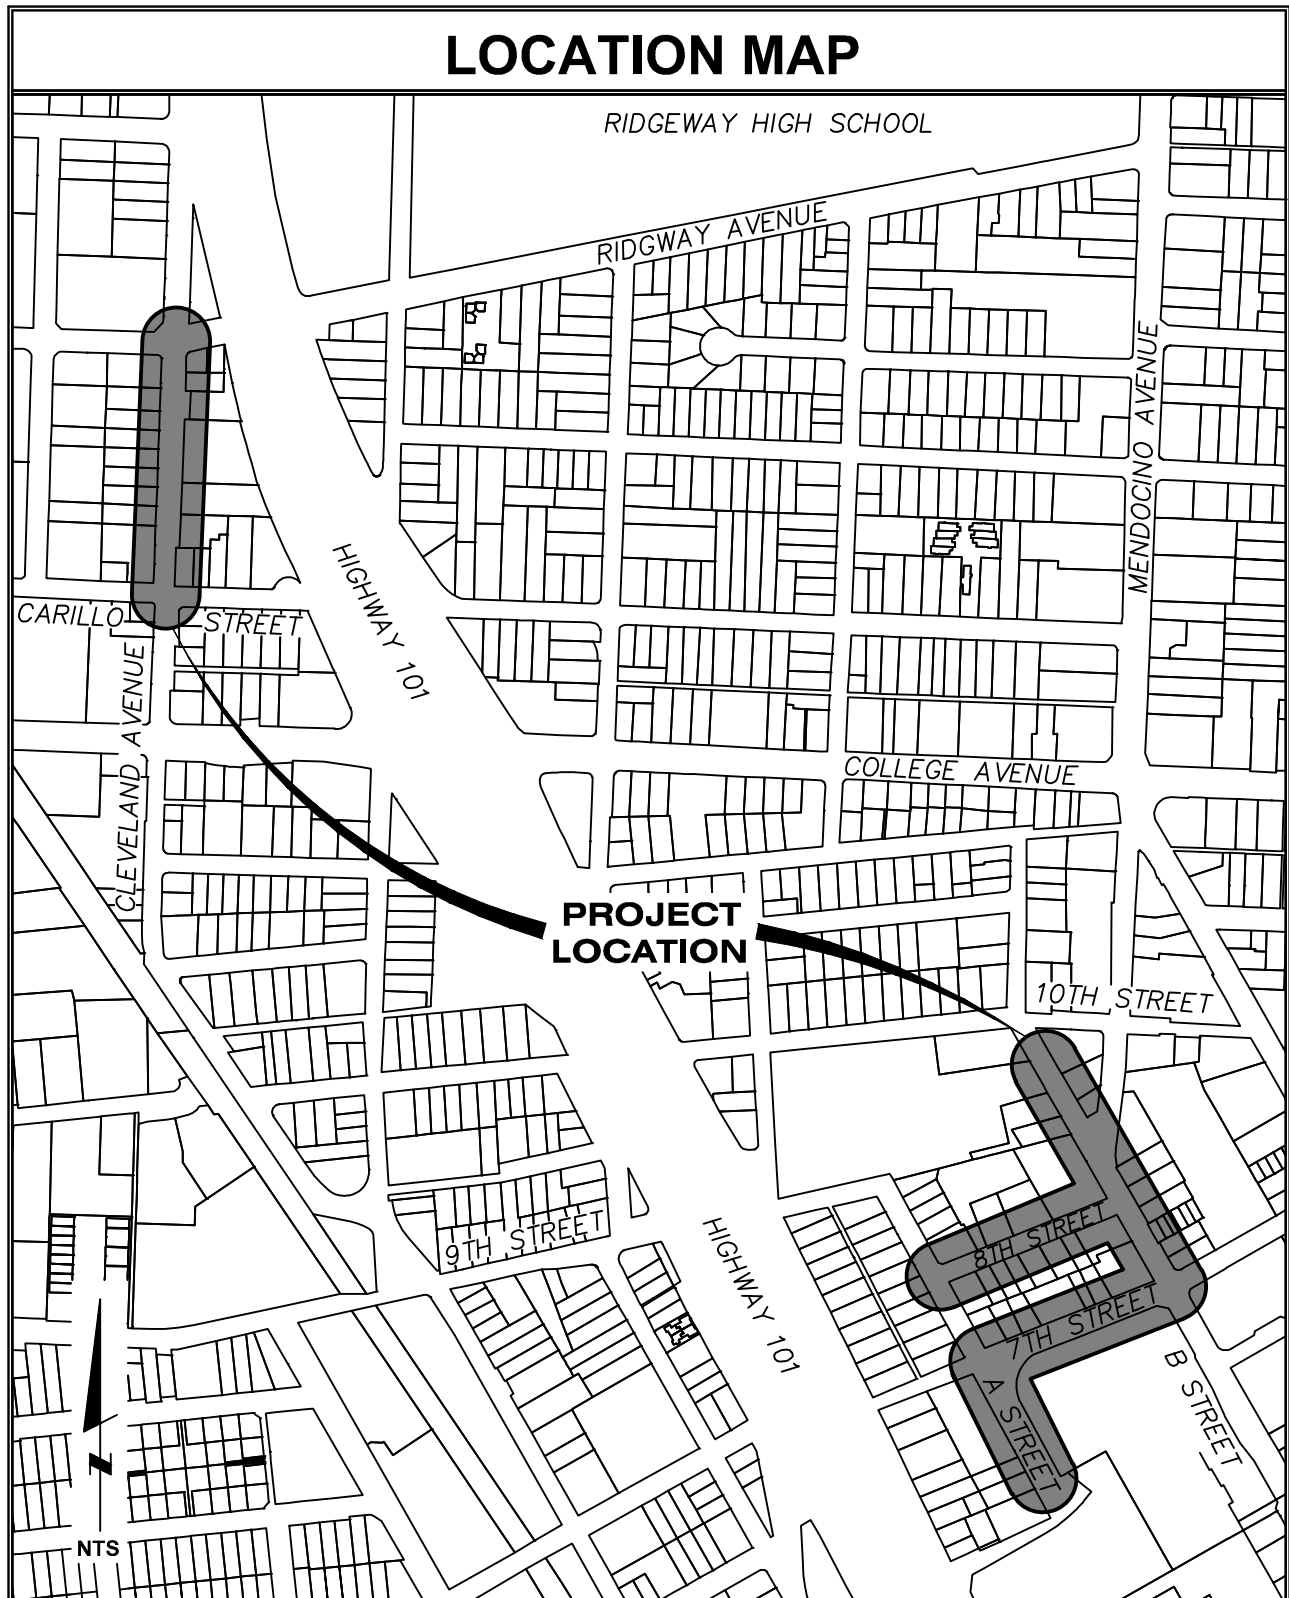 LOCATION MAP
RIDGEWAY HIGH SCHOOL
RIDGWAY AVENUE
MENDOCINO AVENUE
HIGHWAY 101
CARILLO STREET
CLEVELAND AVENUE
COLLEGE AVENUE
PROJECT
LOCATION
10TH STREET
9TH STREET
8TH STREET
HIGHWAY 101
7TH STREET
A STREET
B STREET
N
NTS